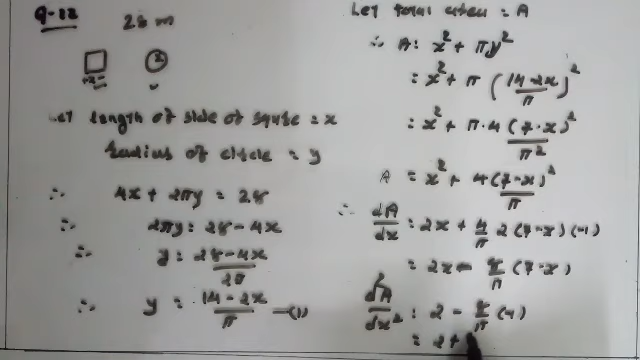 Q-22
28 m
Let length of side of square = x
radius of circle = y
∴ 4x + 2πy = 28
∴ 2πy = 28 - 4x
∴ y = 28 - 4x / 2π
∴ y = 14 - 2x / π —(1)
Let total area = A
∴ A = x² + πy²
= x² + π (14 - 2x / π)²
= x² + π · 4 (7 - x)² / π²
A = x² + 4(7-x)² / π
∴ dA/dx = 2x + 4/π 2(7-x)(-1)
= 2x - 8/π (7-x)
d²A/dx² = 2 - 8/π (-1)
= 2 +